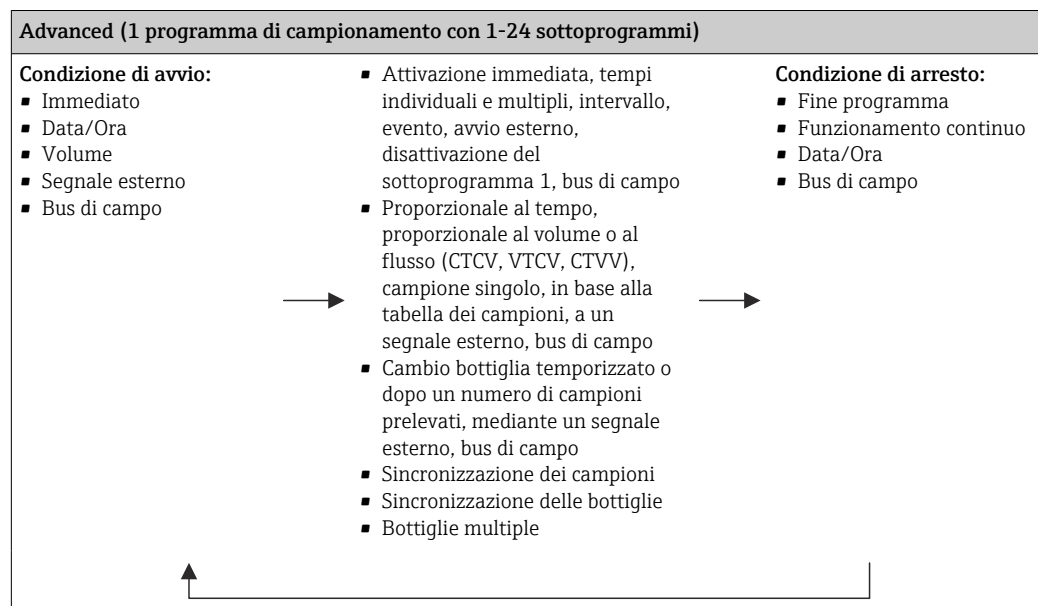 Advanced (1 programma di campionamento con 1-24 sottoprogrammi)
Condizione di avvio:
▪ Immediato
▪ Data/Ora
▪ Volume
▪ Segnale esterno
▪ Bus di campo
▪ Attivazione immediata, tempi
individuali e multipli, intervallo,
evento, avvio esterno,
disattivazione del
sottoprogramma 1, bus di campo
▪ Proporzionale al tempo,
proporzionale al volume o al
flusso (CTCV, VTCV, CTVV),
campione singolo, in base alla
tabella dei campioni, a un
segnale esterno, bus di campo
▪ Cambio bottiglia temporizzato o
dopo un numero di campioni
prelevati, mediante un segnale
esterno, bus di campo
▪ Sincronizzazione dei campioni
▪ Sincronizzazione delle bottiglie
▪ Bottiglie multiple
Condizione di arresto:
▪ Fine programma
▪ Funzionamento continuo
▪ Data/Ora
▪ Bus di campo